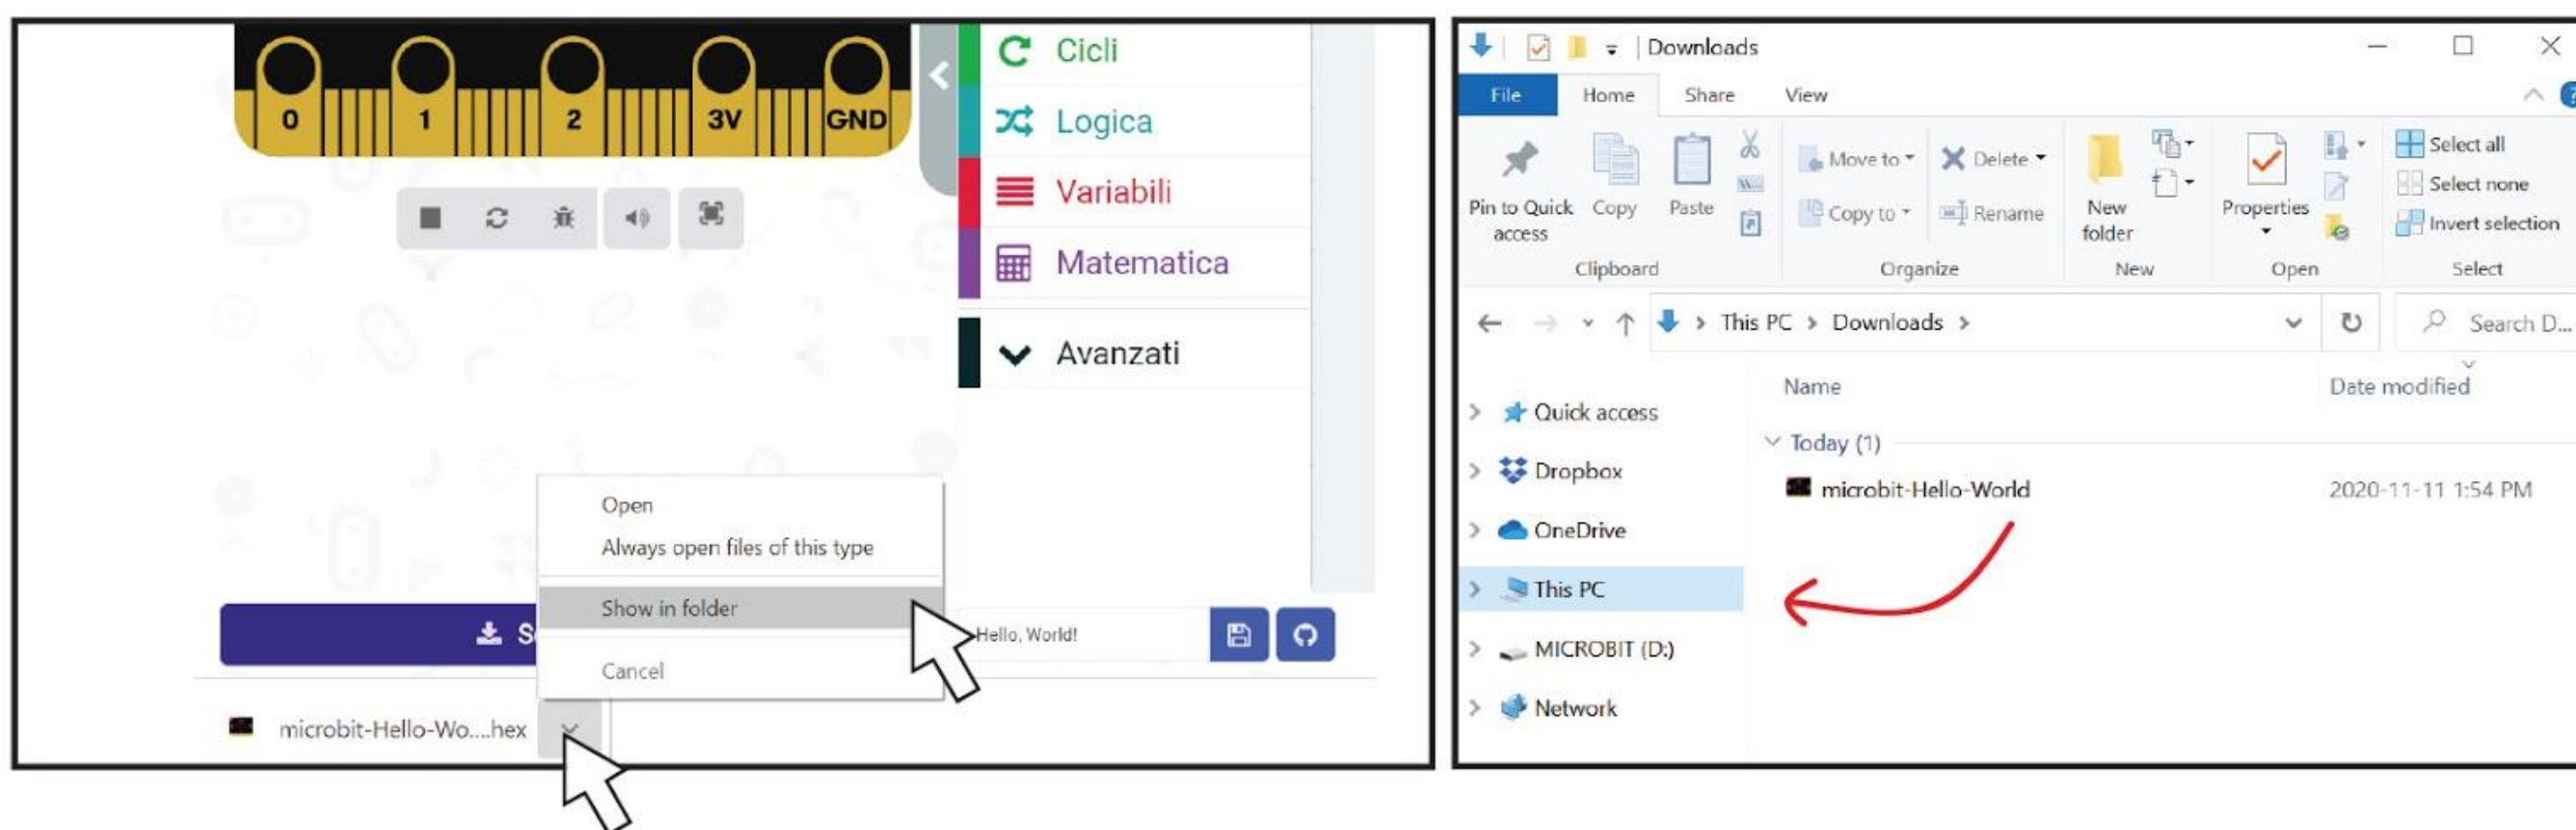 0 1 2 3V GND
Cicli
Logica
Variabili
Matematica
Avanzati
Open
Always open files of this type
Show in folder
Cancel
Hello, World!
microbit-Hello-Wo....hex
Downloads
File Home Share View
Pin to Quick access
Copy
Paste
Clipboard
Move to
Copy to
Delete
Rename
Organize
New folder
New
Properties
Open
Select all
Select none
Invert selection
Select
This PC > Downloads >
Search D...
Name Date modified
Today (1)
microbit-Hello-World 2020-11-11 1:54 PM
Quick access
Dropbox
OneDrive
This PC
MICROBIT (D:)
Network